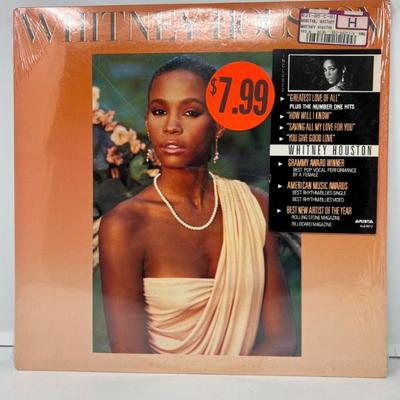 WHITNEY HOUSTON
H
$7.99
"GREATEST LOVE OF ALL"
PLUS THE NUMBER ONE HITS
"HOW WILL I KNOW"
"SAVING ALL MY LOVE FOR YOU"
"YOU GIVE GOOD LOVE"
WHITNEY HOUSTON
GRAMMY AWARD WINNER
BEST POP VOCAL PERFORMANCE
BY A FEMALE
AMERICAN MUSIC AWARDS
BEST RHYTHM/BLUES SINGLE
BEST RHYTHM/BLUES VIDEO
BEST NEW ARTIST OF THE YEAR
ROLLING STONE MAGAZINE
BILLBOARD MAGAZINE
ARISTA